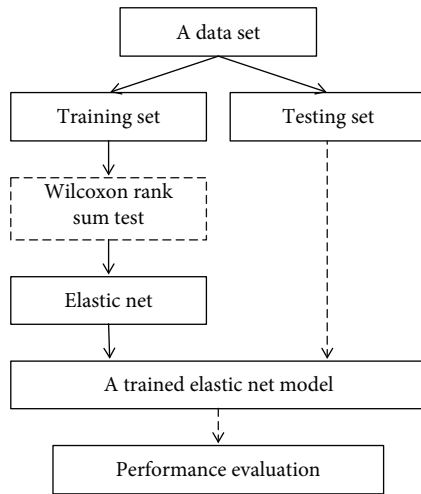 A data set
Training set
Testing set
Wilcoxon rank
sum test
Elastic net
A trained elastic net model
Performance evaluation